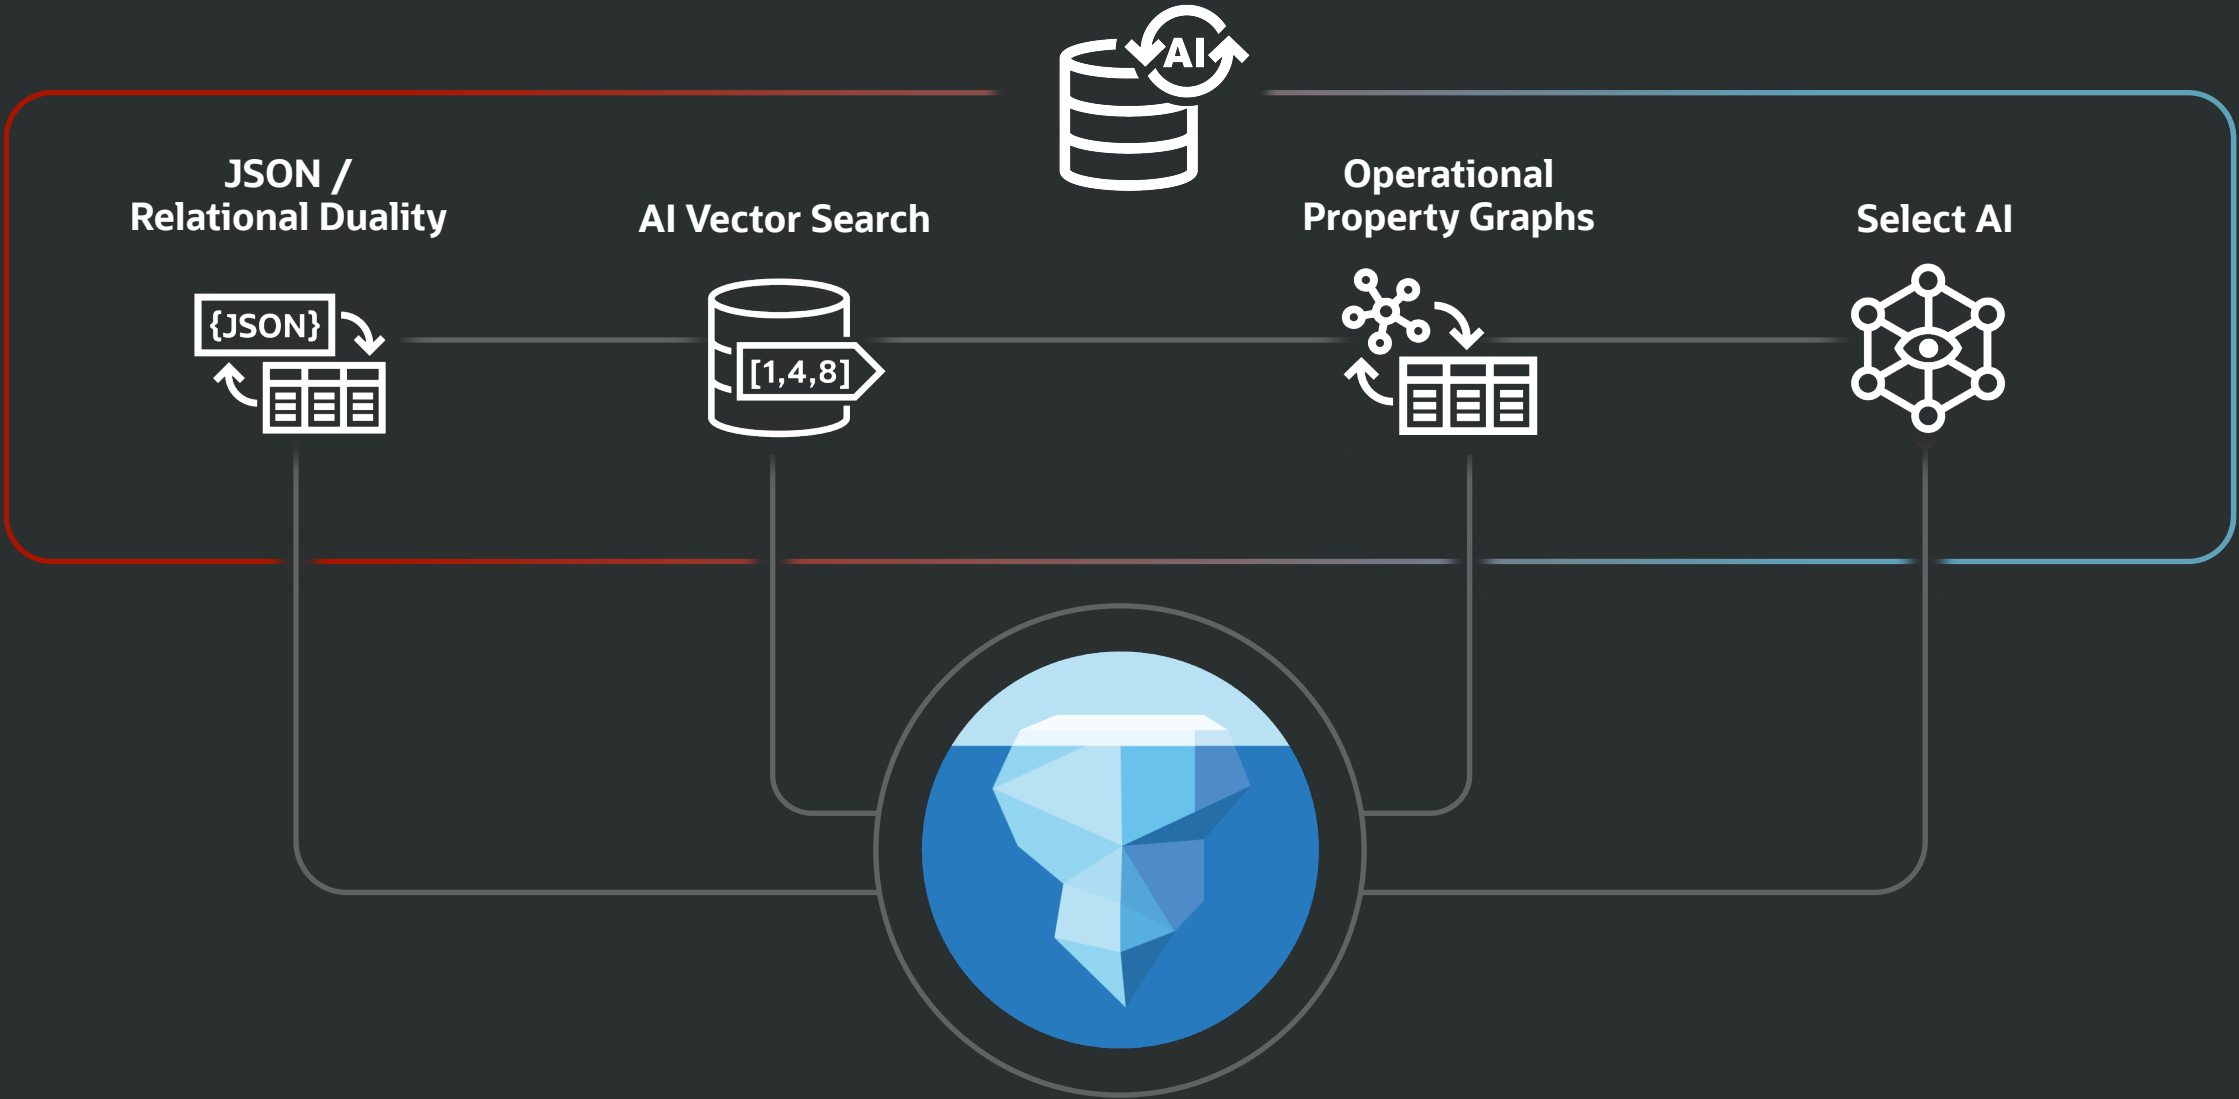 AI
JSON /
Relational Duality
AI Vector Search
Operational
Property Graphs
Select AI
{JSON}
[1,4,8]